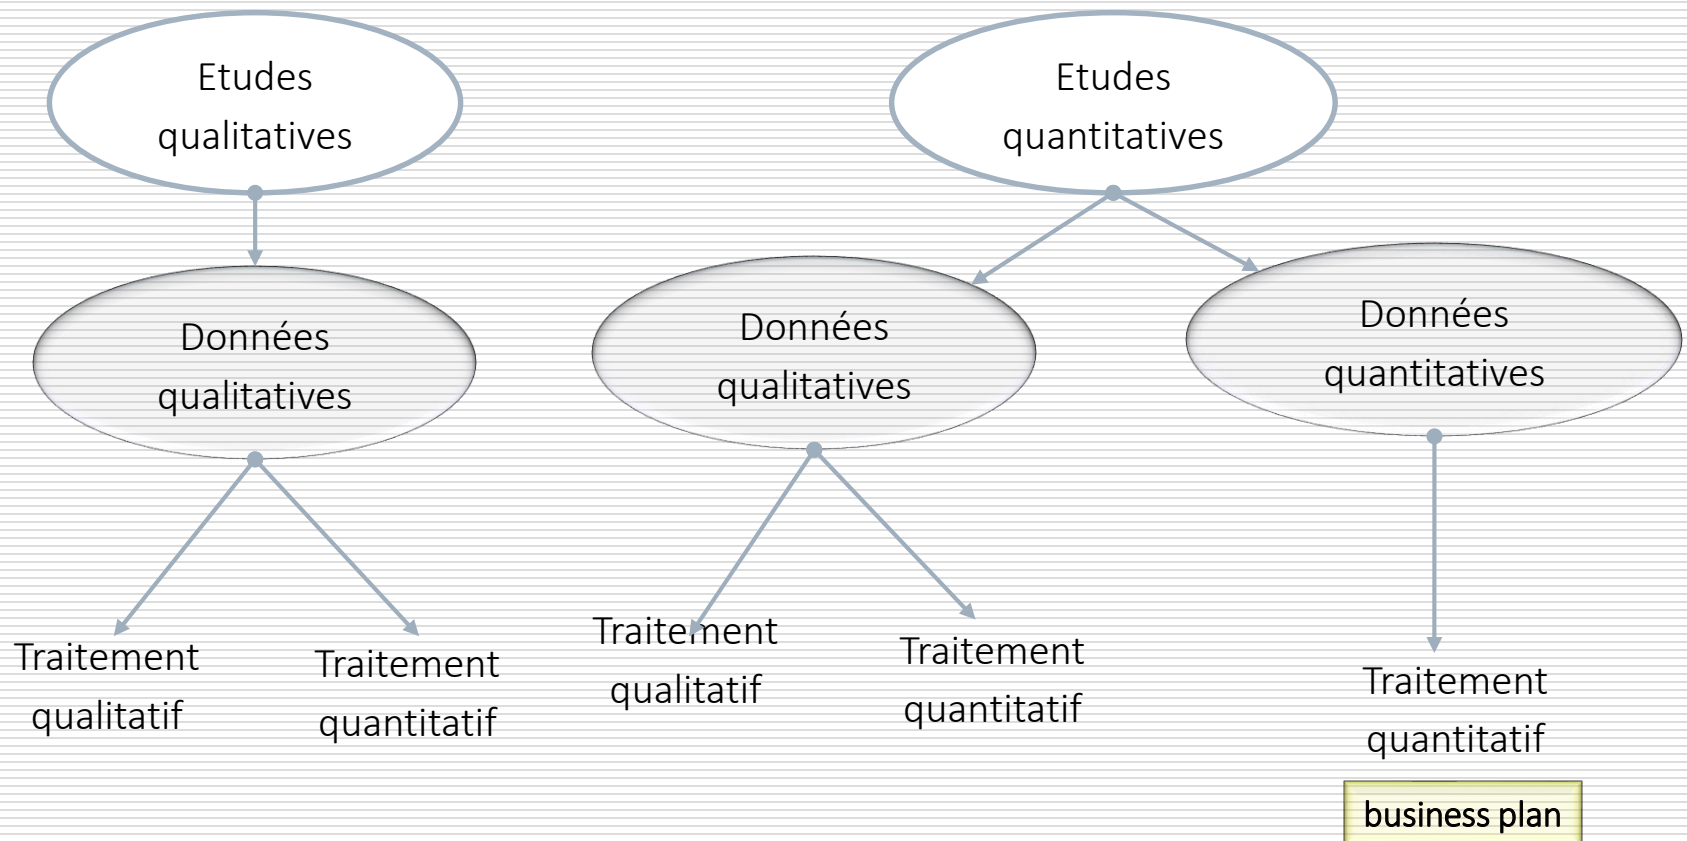 Etudes
qualitatives
Etudes
quantitatives
Données
qualitatives
Données
qualitatives
Données
quantitatives
Traitement
qualitatif
Traitement
quantitatif
Traitement
qualitatif
Traitement
quantitatif
Traitement
quantitatif
business plan